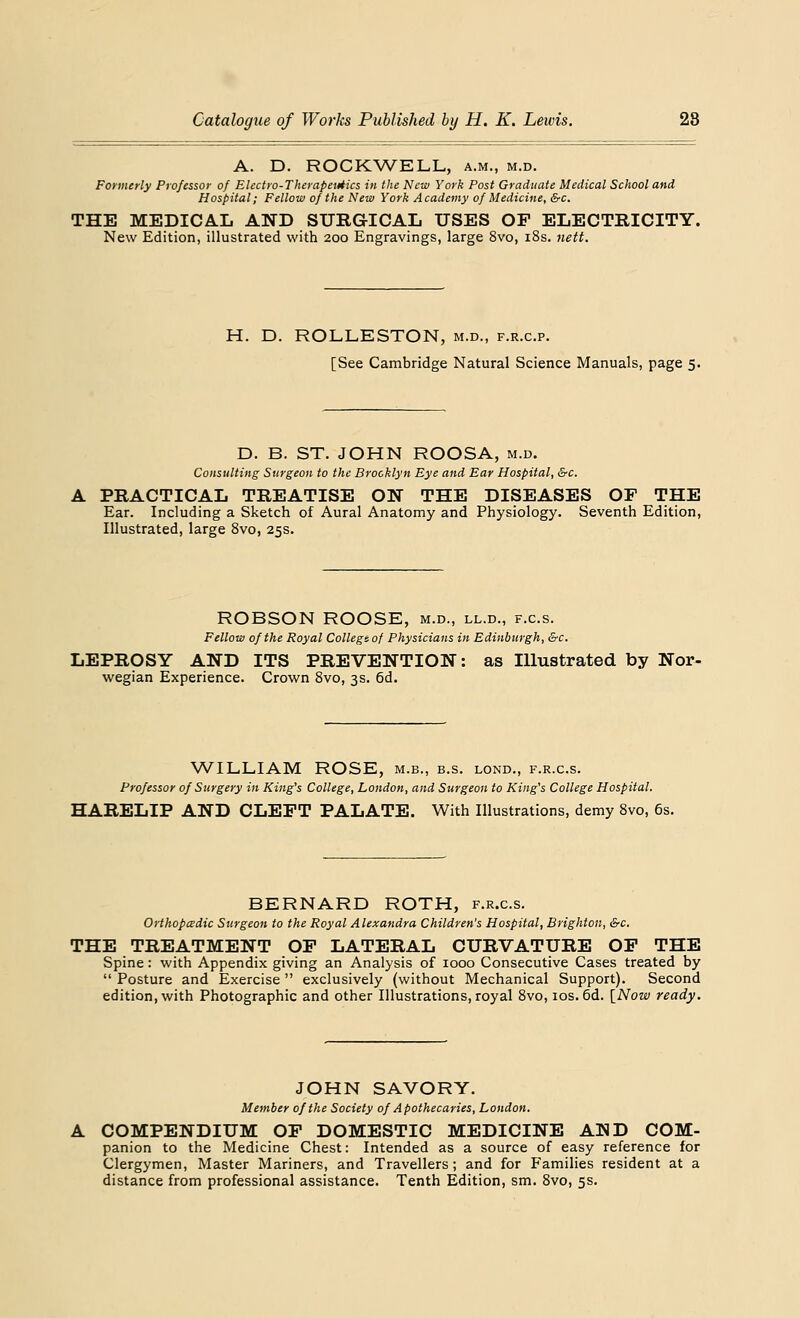 Catalogue of Works Published by H. K. Lewis. 23
A. D. ROCKWELL, A.M., M.D.
Formerly Professor of Electro-Therapeutics in the New York Post Graduate Medical School and
Hospital; Fellow of the New York Academy of Medicine, &c.
THE MEDICAL AND SURGICAL USES OF ELECTRICITY.
New Edition, illustrated with 200 Engravings, large 8vo, 18s. nett.
H. D. ROLLESTON, M.D., F.R.C.P.
[See Cambridge Natural Science Manuals, page 5.
D. B. ST. JOHN ROOSA, M.D.
Consulting Surgeon to the Brocklyn Eye and Ear Hospital, &c.
A PRACTICAL TREATISE ON THE DISEASES OF THE
Ear. Including a Sketch of Aural Anatomy and Physiology. Seventh Edition,
Illustrated, large 8vo, 25s.
ROBSON ROOSE, M.D., LL.D., F.C.S.
Fellow of the Royal College of Physicians in Edinburgh, &c.
LEPROSY AND ITS PREVENTION: as Illustrated by Nor-
wegian Experience. Crown 8vo, 3s. 6d.
WILLIAM ROSE, M.B., B.S. LOND., F.R.C.S.
Professor of Surgery in King's College, London, and Surgeon to King's College Hospital.
HARELIP AND CLEFT PALATE. With Illustrations, demy 8vo, 6s.
BERNARD ROTH, F.R.C.S.
Orthopædic Surgeon to the Royal Alexandra Children's Hospital, Brighton, &c.
THE TREATMENT OF LATERAL CURVATURE OF THE
Spine: with Appendix giving an Analysis of 1000 Consecutive Cases treated by
"Posture and Exercise" exclusively (without Mechanical Support). Second
edition, with Photographic and other Illustrations, royal 8vo, 10s. 6d. [Now ready.
JOHN SAVORY.
Member of the Society of Apothecaries, London.
A COMPENDIUM OF DOMESTIC MEDICINE AND COM-
panion to the Medicine Chest: Intended as a source of easy reference for
Clergymen, Master Mariners, and Travellers; and for Families resident at a
distance from professional assistance. Tenth Edition, sm. 8vo, 5s.